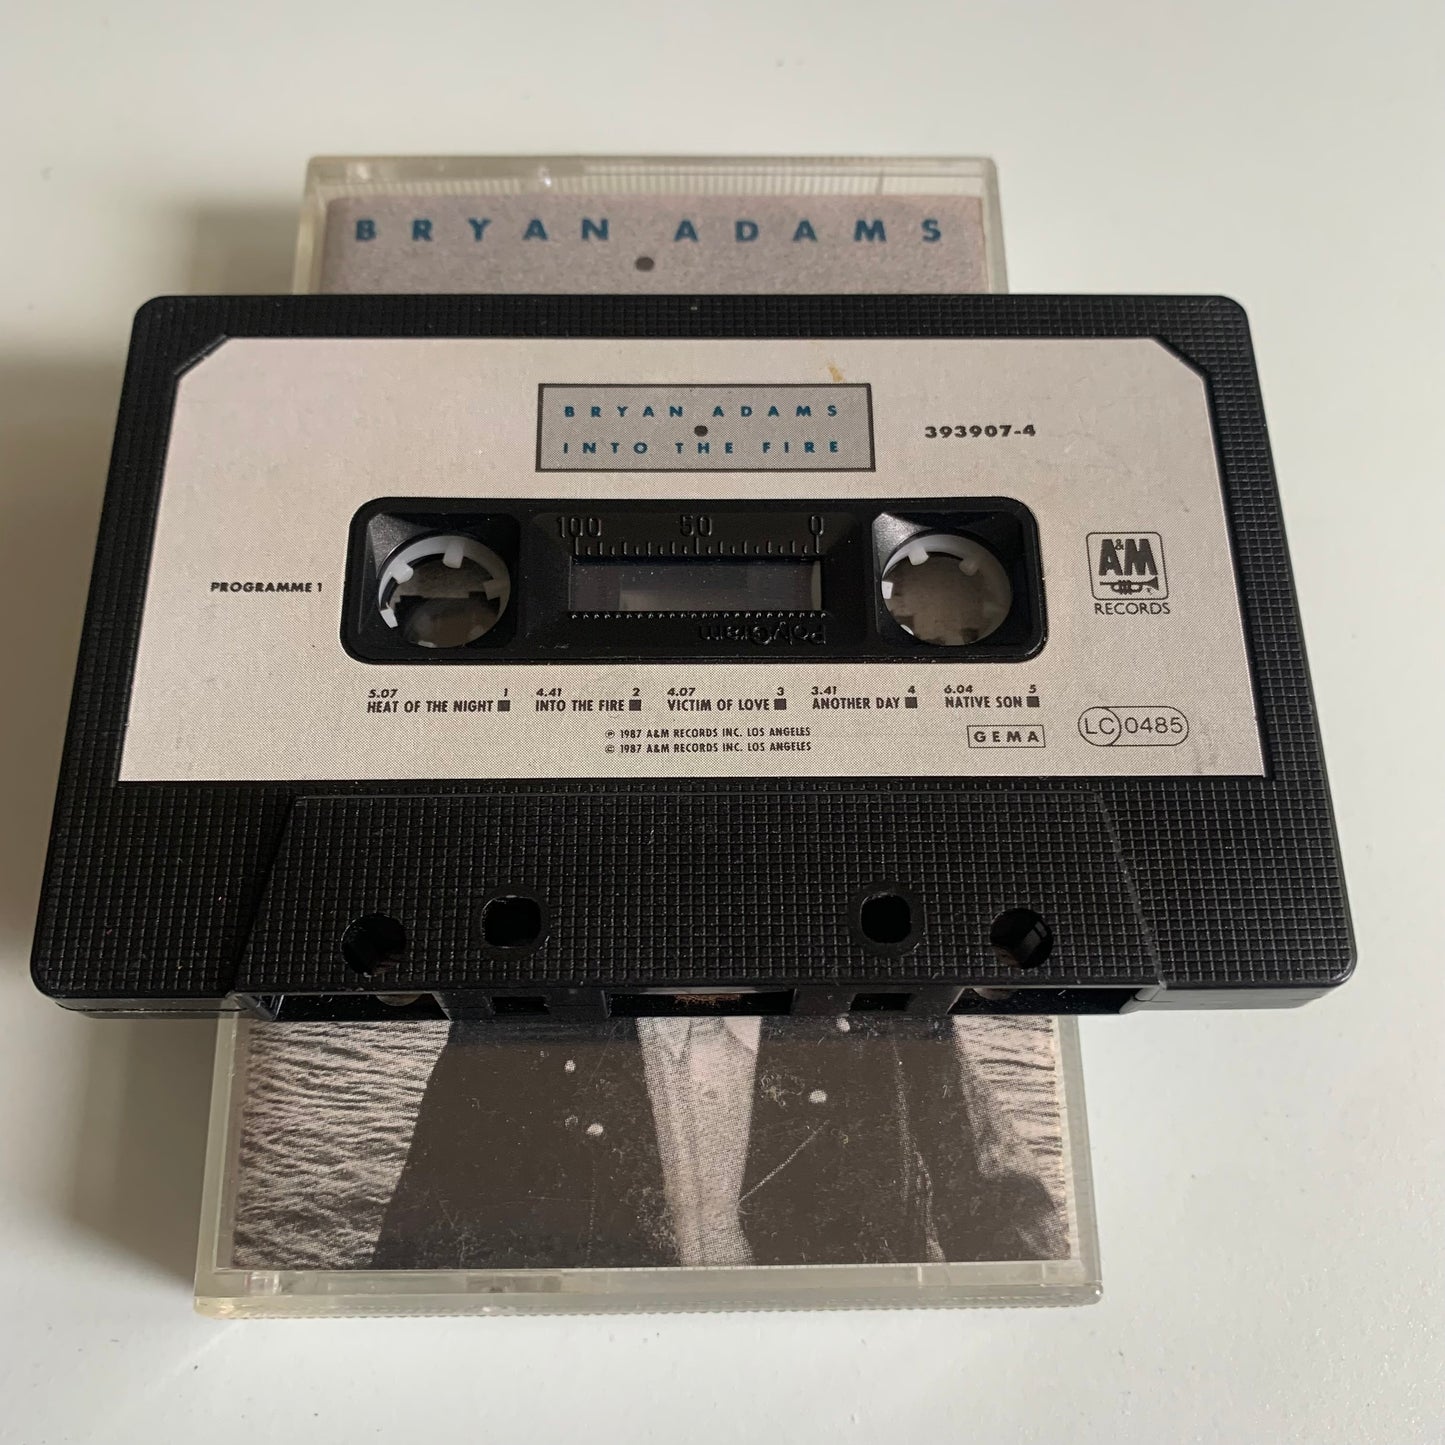 BRYAN ADAMS
BRYAN ADAMS
INTO THE FIRE
393907-4
100 50 0
PolyGram
PROGRAMME 1
A&M
RECORDS
5.07 1 4.41 2 4.07 3 3.41 4 6.04 5
HEAT OF THE NIGHT INTO THE FIRE VICTIM OF LOVE ANOTHER DAY NATIVE SON
℗ 1987 A&M RECORDS INC. LOS ANGELES
© 1987 A&M RECORDS INC. LOS ANGELES
GEMA
LC 0485